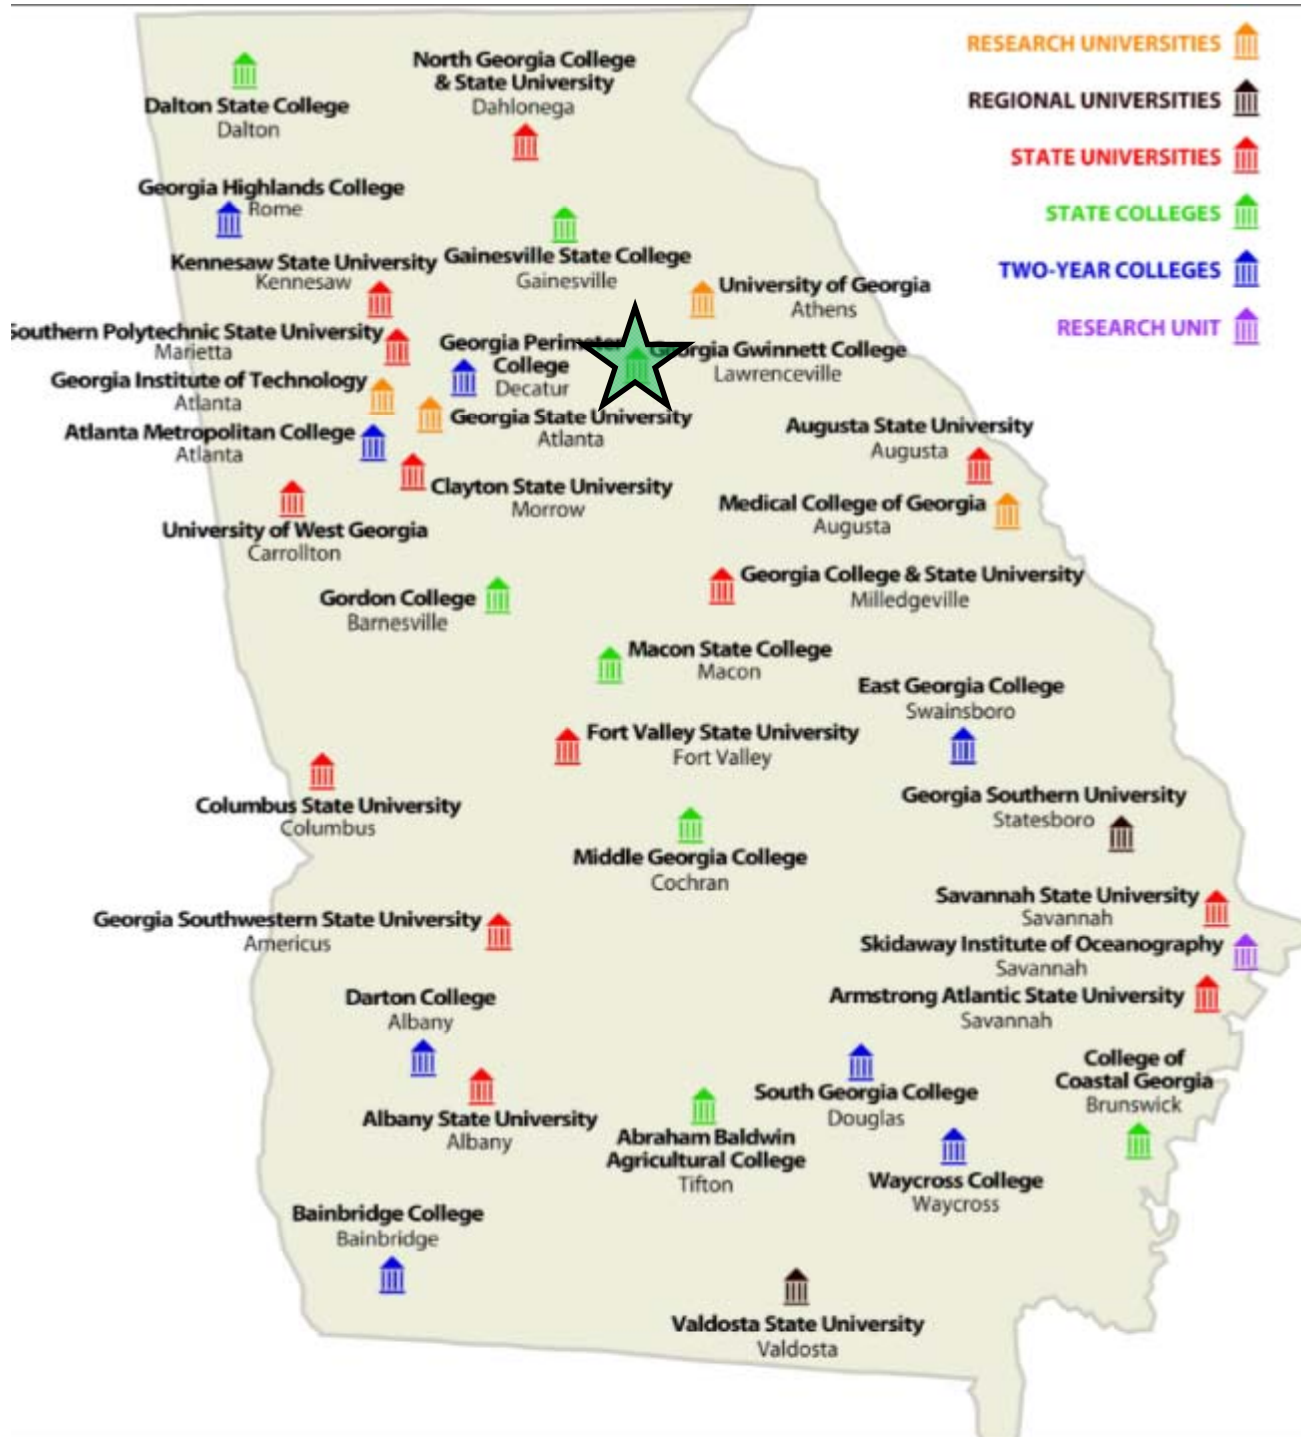 RESEARCH UNIVERSITIES
REGIONAL UNIVERSITIES
STATE UNIVERSITIES
STATE COLLEGES
TWO-YEAR COLLEGES
RESEARCH UNIT
North Georgia College
& State University
Dahlonega
Dalton State College
Dalton
Georgia Highlands College
Rome
Gainesville State College
Gainesville
Kennesaw State University
Kennesaw
University of Georgia
Athens
Southern Polytechnic State University
Marietta
Georgia Perimeter
College
Decatur
Georgia Gwinnett College
Lawrenceville
Georgia Institute of Technology
Atlanta
Georgia State University
Atlanta
Atlanta Metropolitan College
Atlanta
Augusta State University
Augusta
Clayton State University
Morrow
Medical College of Georgia
Augusta
University of West Georgia
Carrollton
Georgia College & State University
Milledgeville
Gordon College
Barnesville
Macon State College
Macon
East Georgia College
Swainsboro
Fort Valley State University
Fort Valley
Columbus State University
Columbus
Georgia Southern University
Statesboro
Middle Georgia College
Cochran
Savannah State University
Savannah
Georgia Southwestern State University
Americus
Skidaway Institute of Oceanography
Savannah
Armstrong Atlantic State University
Savannah
Darton College
Albany
College of
Coastal Georgia
Brunswick
South Georgia College
Douglas
Albany State University
Albany
Abraham Baldwin
Agricultural College
Tifton
Waycross College
Waycross
Bainbridge College
Bainbridge
Valdosta State University
Valdosta